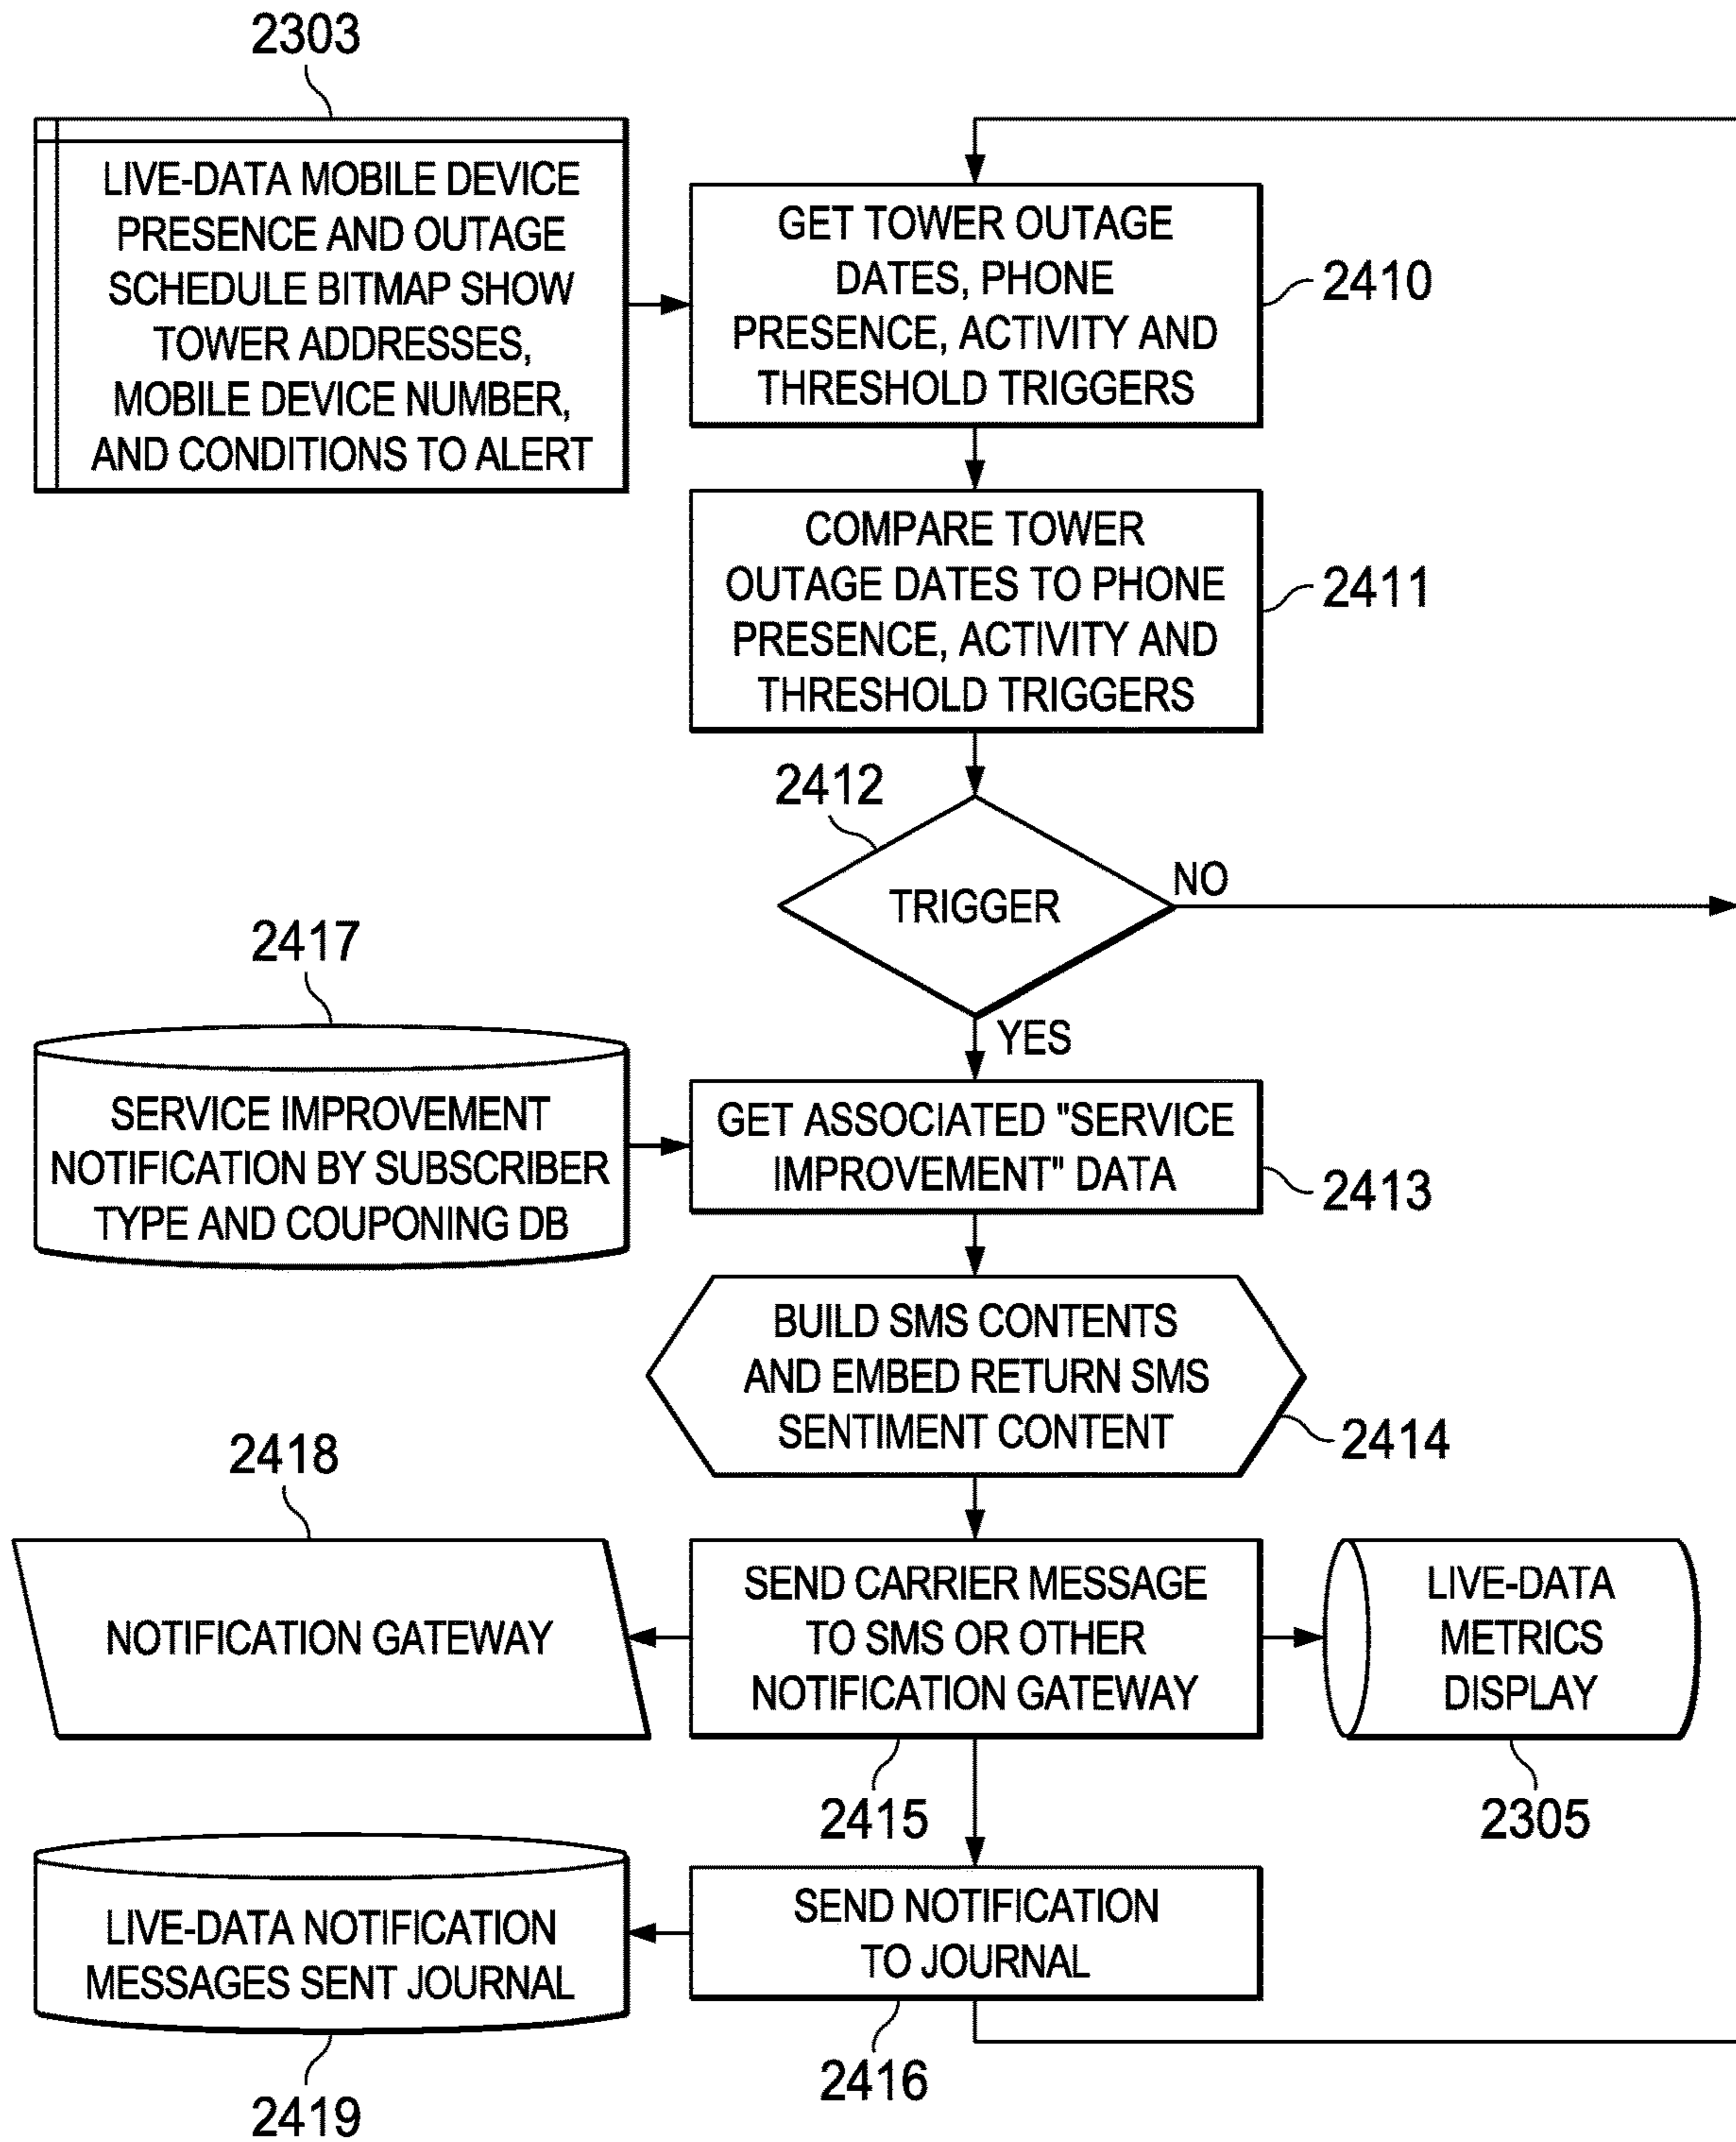 2303
LIVE-DATA MOBILE DEVICE
PRESENCE AND OUTAGE
SCHEDULE BITMAP SHOW
TOWER ADDRESSES,
MOBILE DEVICE NUMBER,
AND CONDITIONS TO ALERT
GET TOWER OUTAGE
DATES, PHONE
PRESENCE, ACTIVITY AND
THRESHOLD TRIGGERS
2410
COMPARE TOWER
OUTAGE DATES TO PHONE
PRESENCE, ACTIVITY AND
THRESHOLD TRIGGERS
2411
2412
TRIGGER
NO
YES
2417
SERVICE IMPROVEMENT
NOTIFICATION BY SUBSCRIBER
TYPE AND COUPONING DB
GET ASSOCIATED "SERVICE
IMPROVEMENT" DATA
2413
BUILD SMS CONTENTS
AND EMBED RETURN SMS
SENTIMENT CONTENT
2414
2418
NOTIFICATION GATEWAY
SEND CARRIER MESSAGE
TO SMS OR OTHER
NOTIFICATION GATEWAY
2415
LIVE-DATA
METRICS
DISPLAY
2305
LIVE-DATA NOTIFICATION
MESSAGES SENT JOURNAL
2419
SEND NOTIFICATION
TO JOURNAL
2416